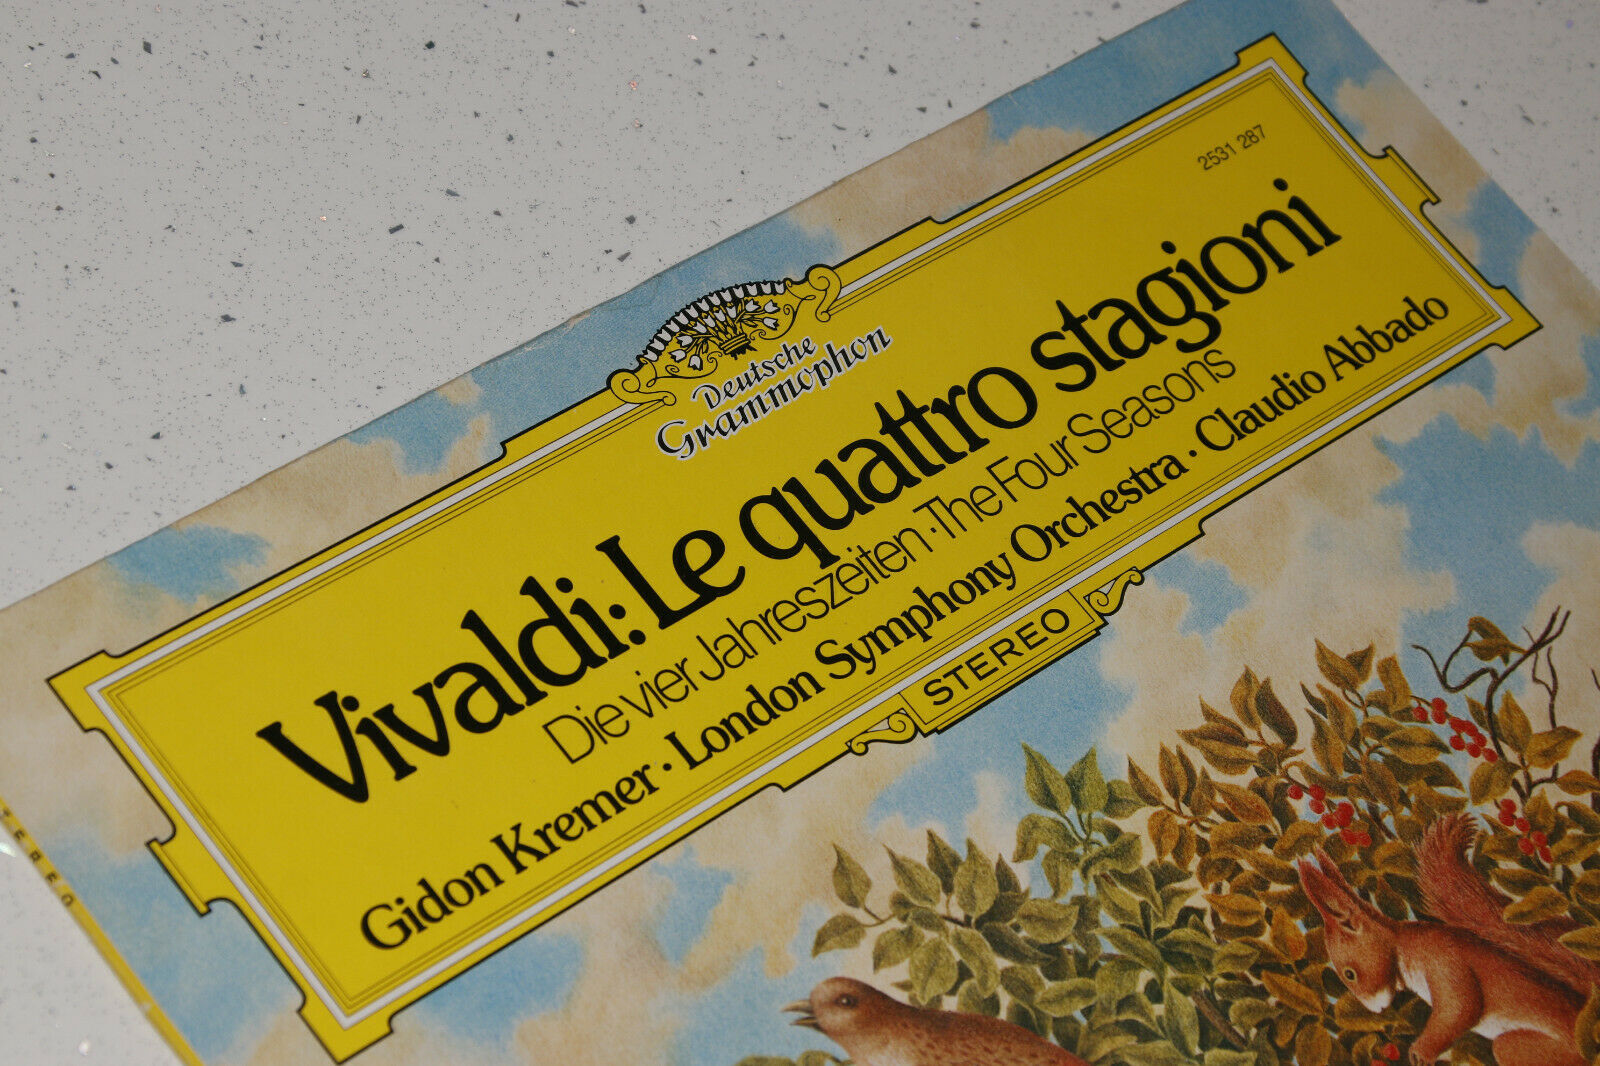 2531 287
Deutsche
Grammophon
Vivaldi: Le quattro stagioni
Die vier Jahreszeiten · The Four Seasons
Gidon Kremer · London Symphony Orchestra · Claudio Abbado
STEREO